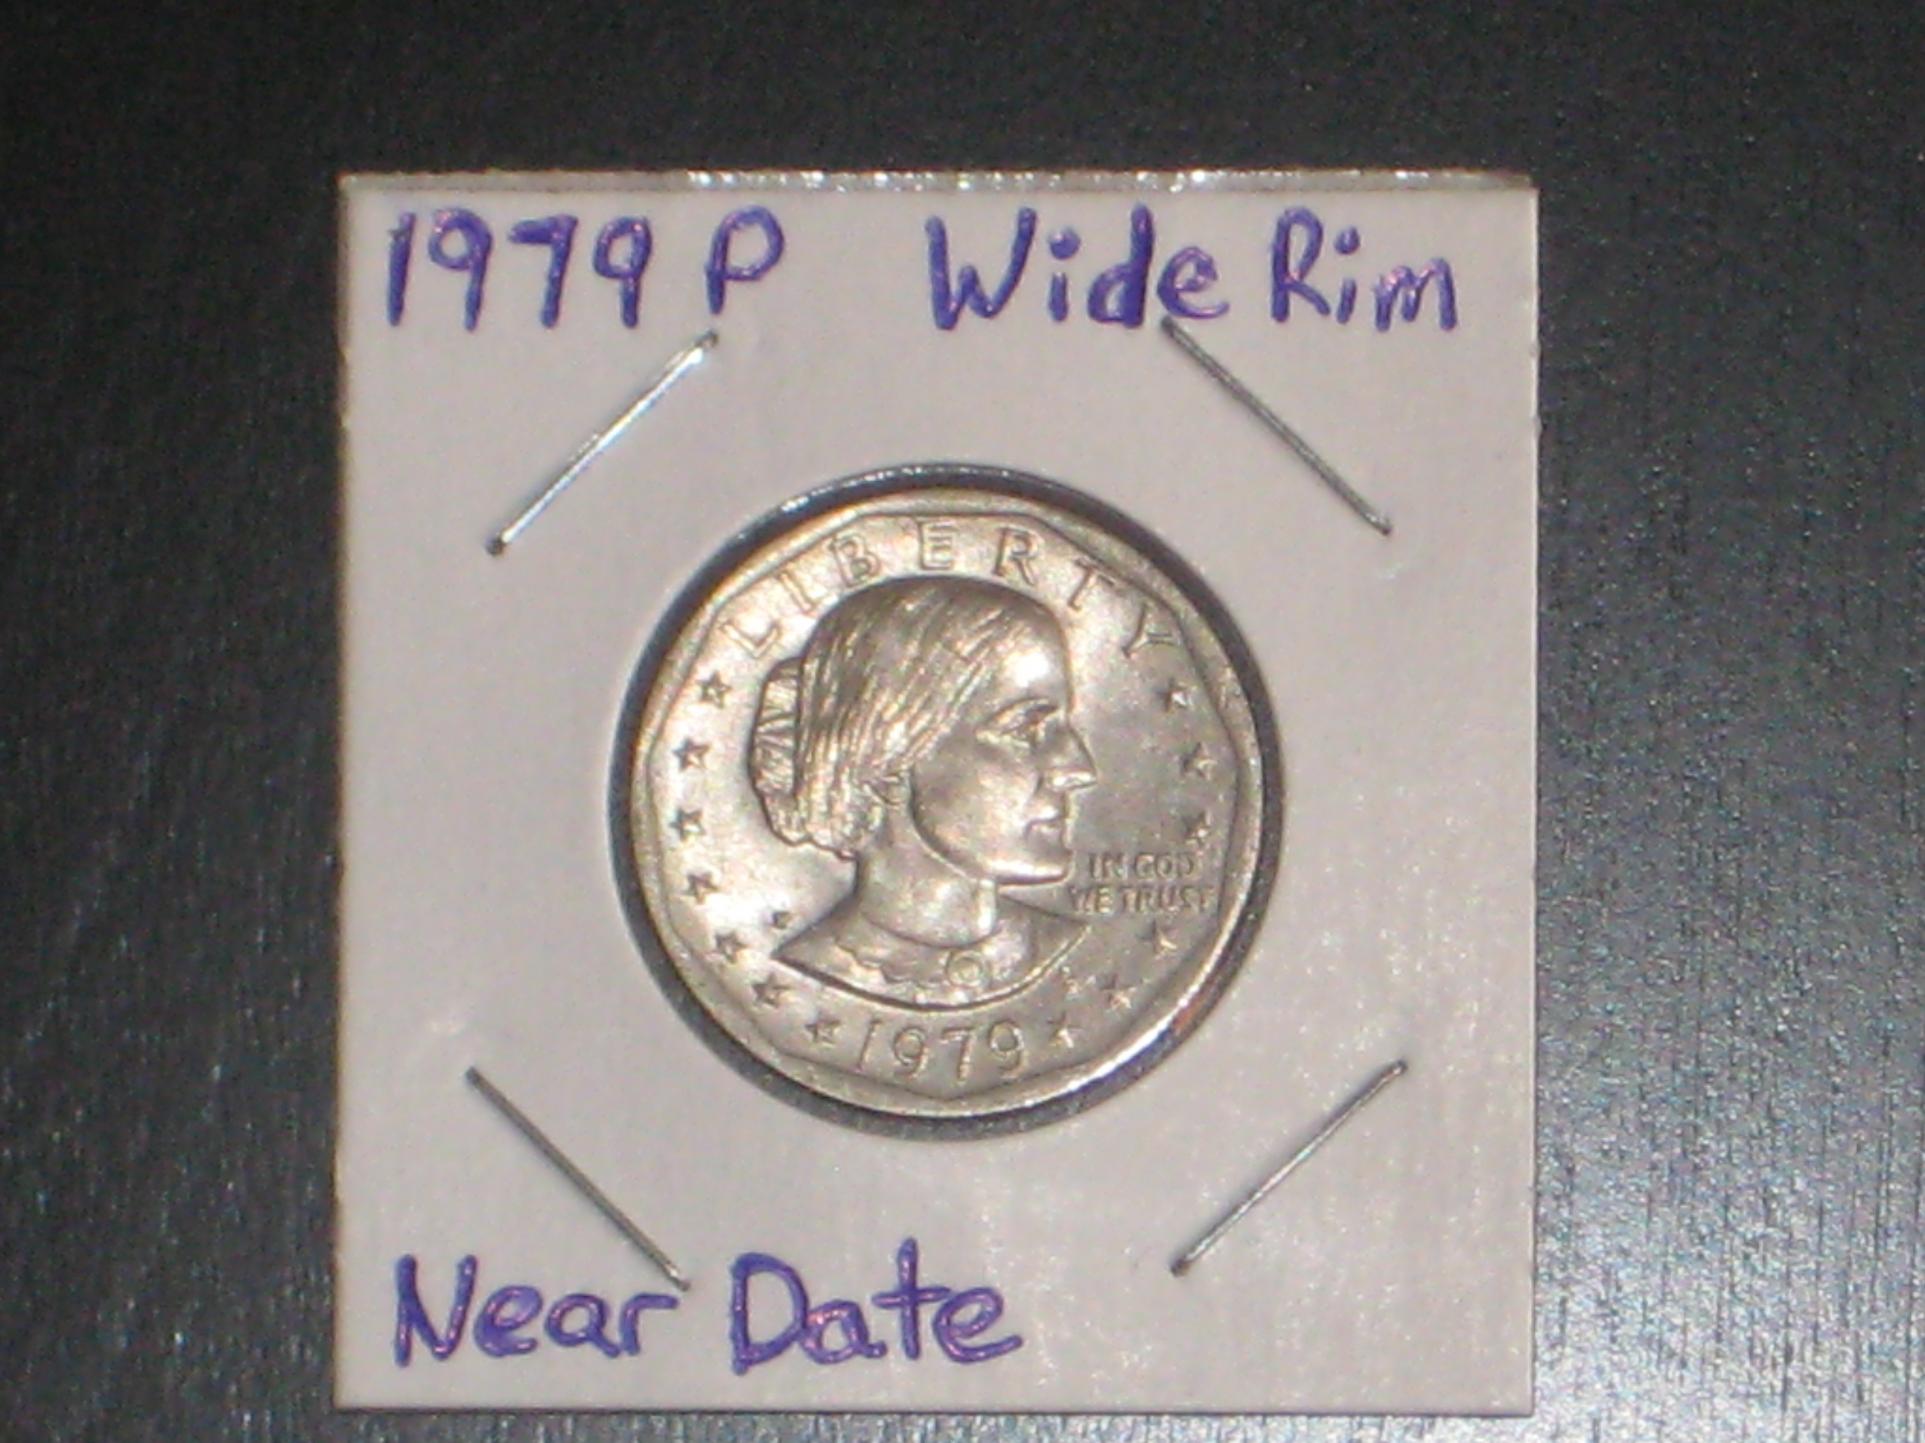 1979 P Wide Rim
LIBERTY
P
IN GOD
WE TRUST
1979
Near Date